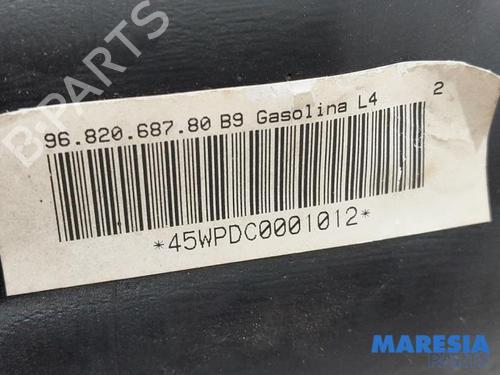 B-PARTS
96.820.687.80 B9 Gasolina L4 2
*45WPDC0001012*
MARESIA